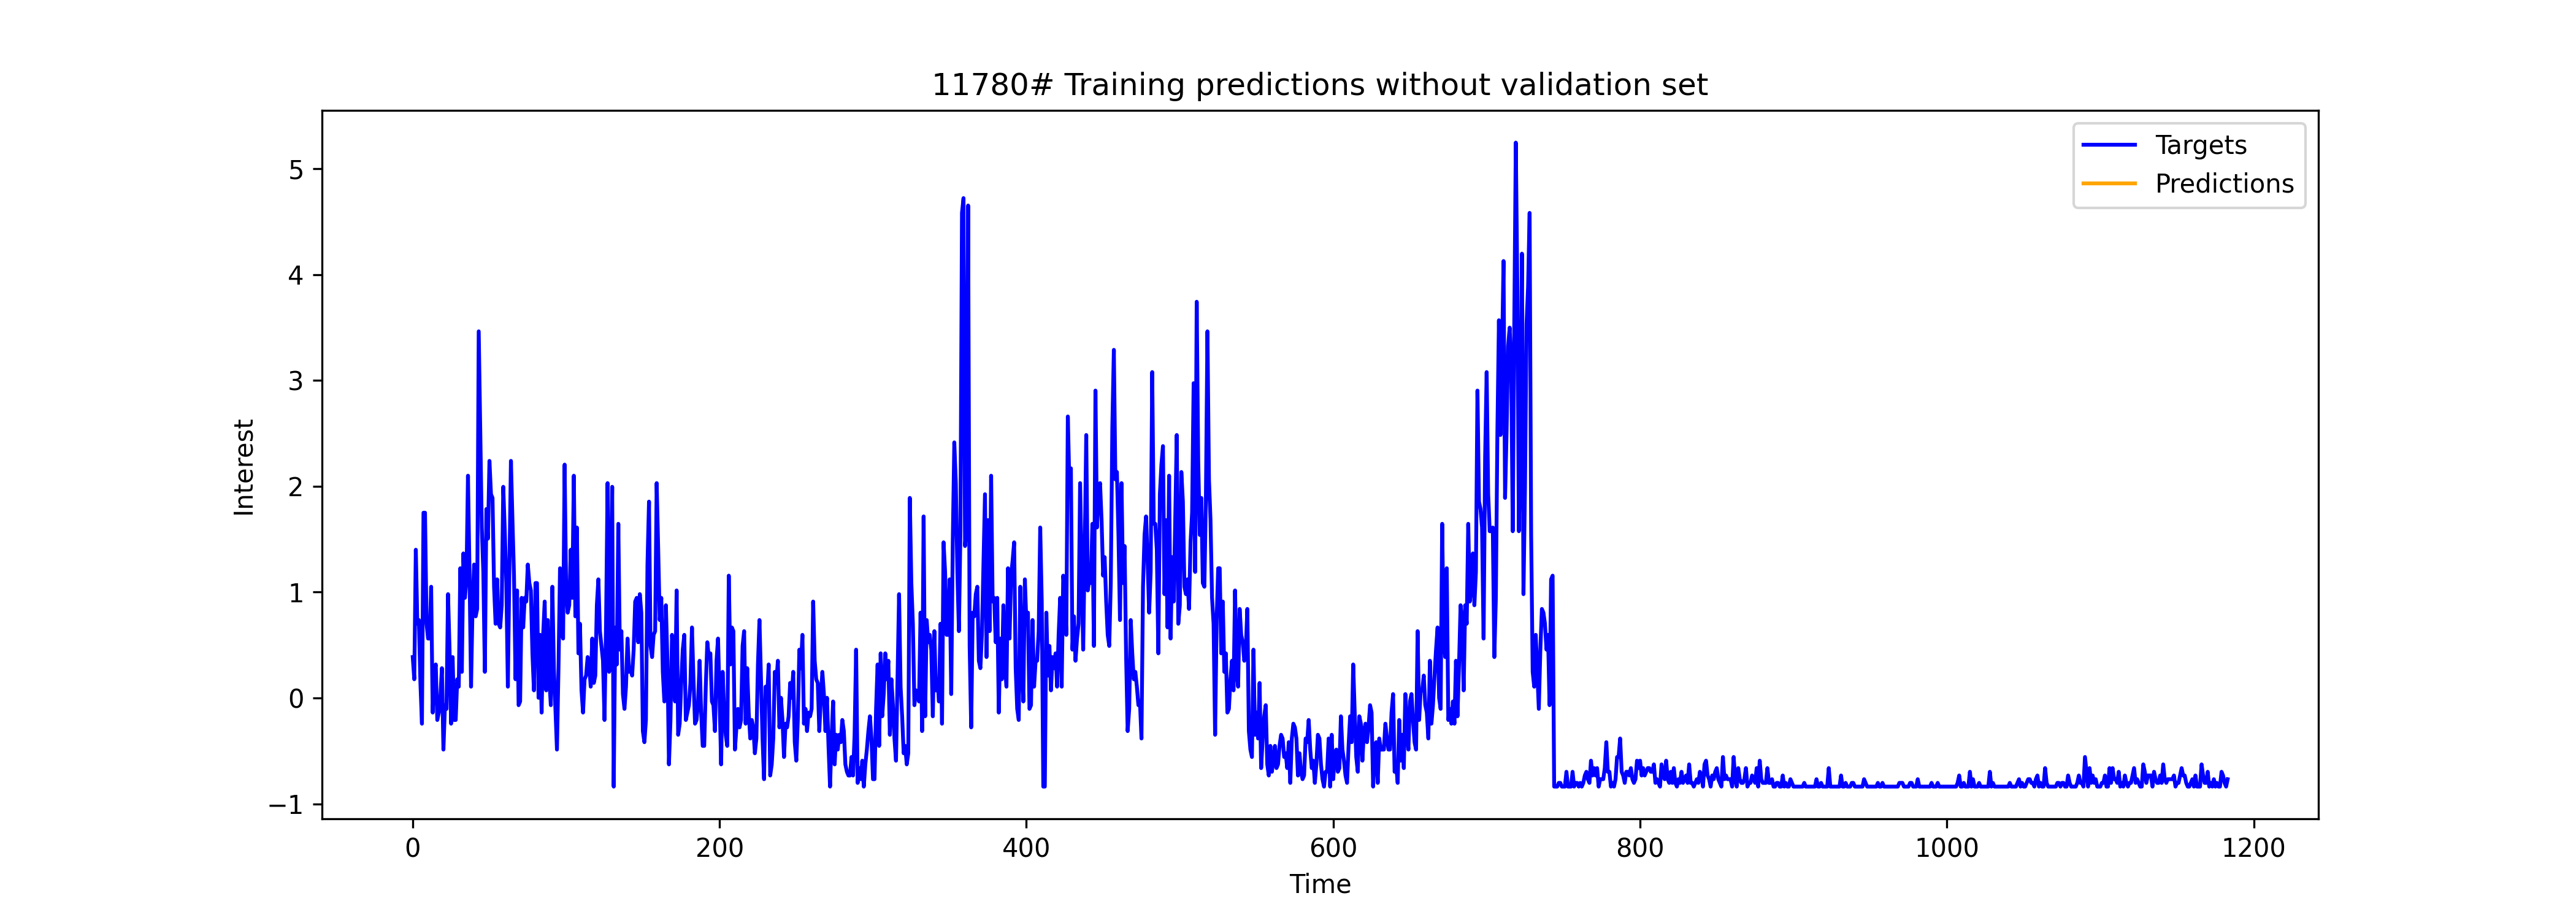 11780# Training predictions without validation set
Targets
Predictions
5
4
3
2
1
0
−1
Interest
0 200 400 600 800 1000 1200
Time